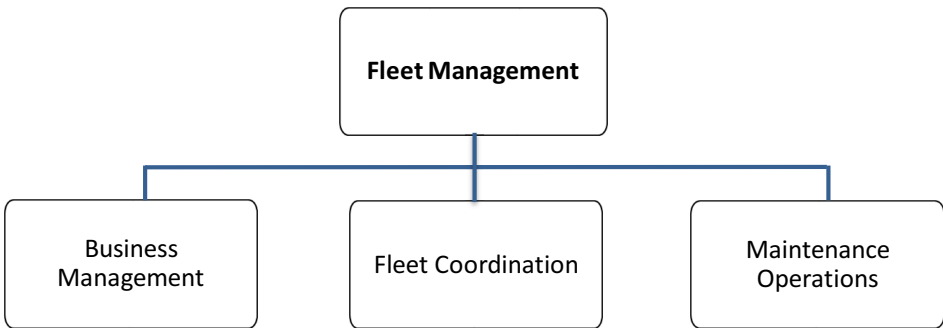 Fleet Management
Business
Management
Fleet Coordination
Maintenance
Operations